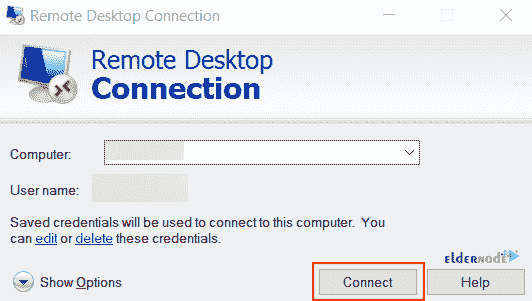 Remote Desktop Connection
Remote Desktop
Connection
Computer:
User name:
Saved credentials will be used to connect to this computer. You
can edit or delete these credentials.
eldernode
Show Options
Connect
Help